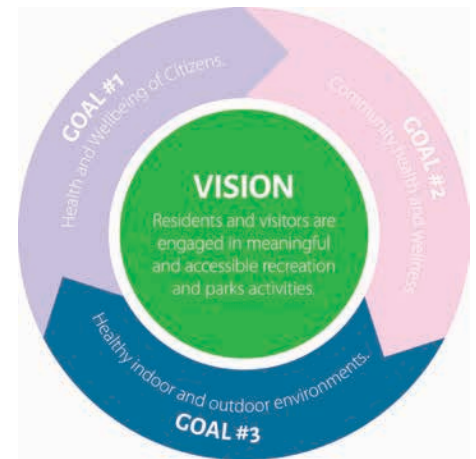 GOAL #1
Health and Wellbeing of Citizens.
GOAL #2
Community health and Wellness
VISION
Residents and visitors are
engaged in meaningful
and accessible recreation
and parks activities.
Healthy indoor and outdoor environments.
GOAL #3